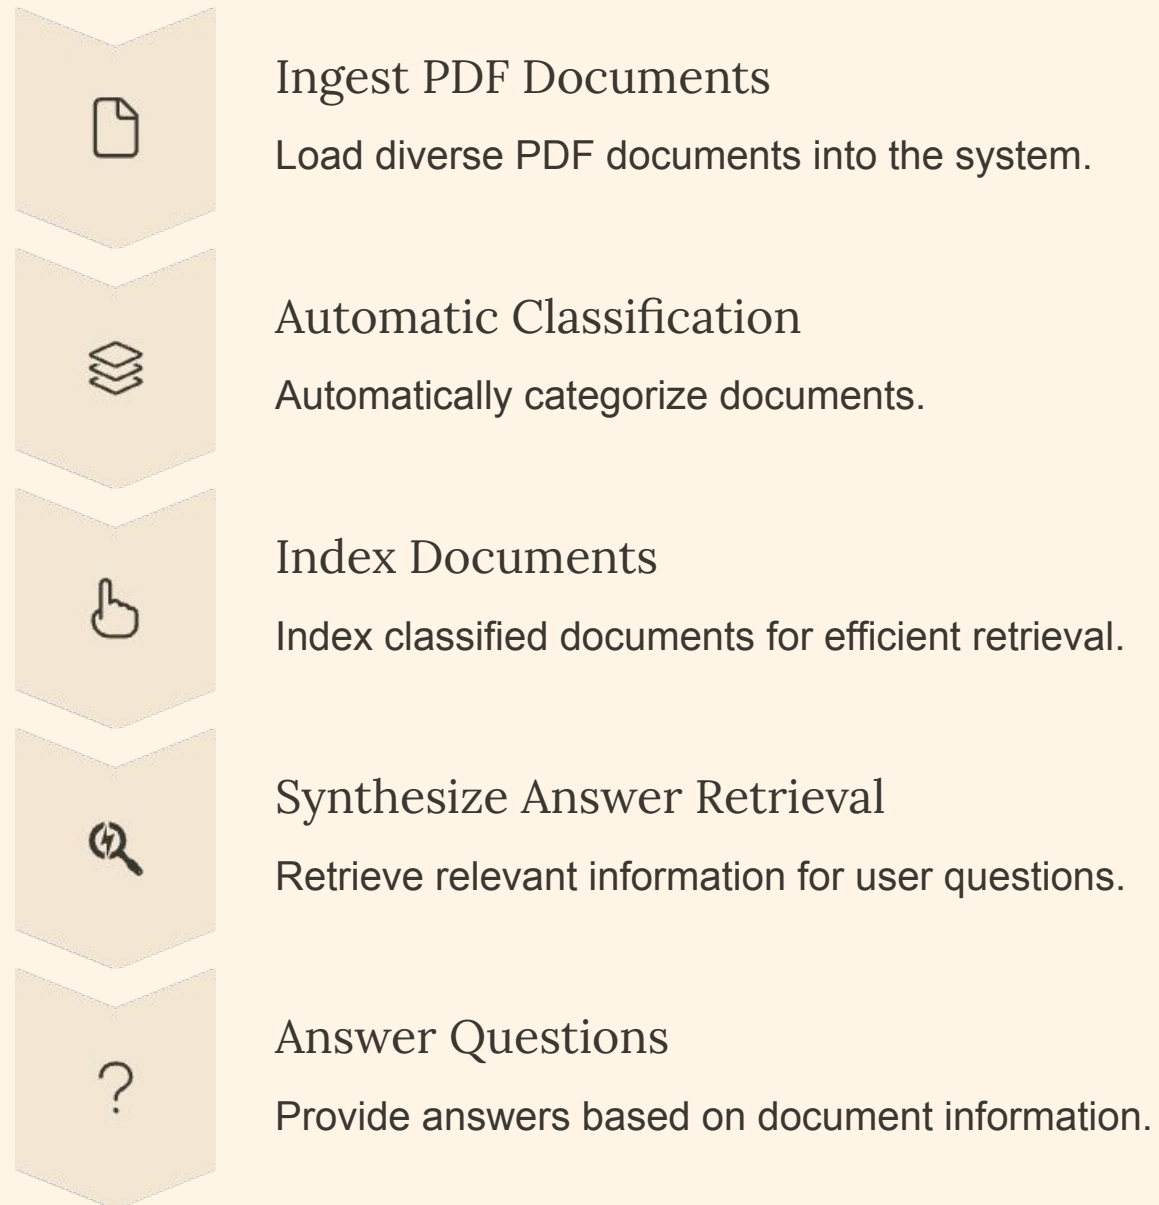 Ingest PDF Documents
Load diverse PDF documents into the system.
Automatic Classification
Automatically categorize documents.
Index Documents
Index classified documents for efficient retrieval.
Synthesize Answer Retrieval
Retrieve relevant information for user questions.
?
Answer Questions
Provide answers based on document information.